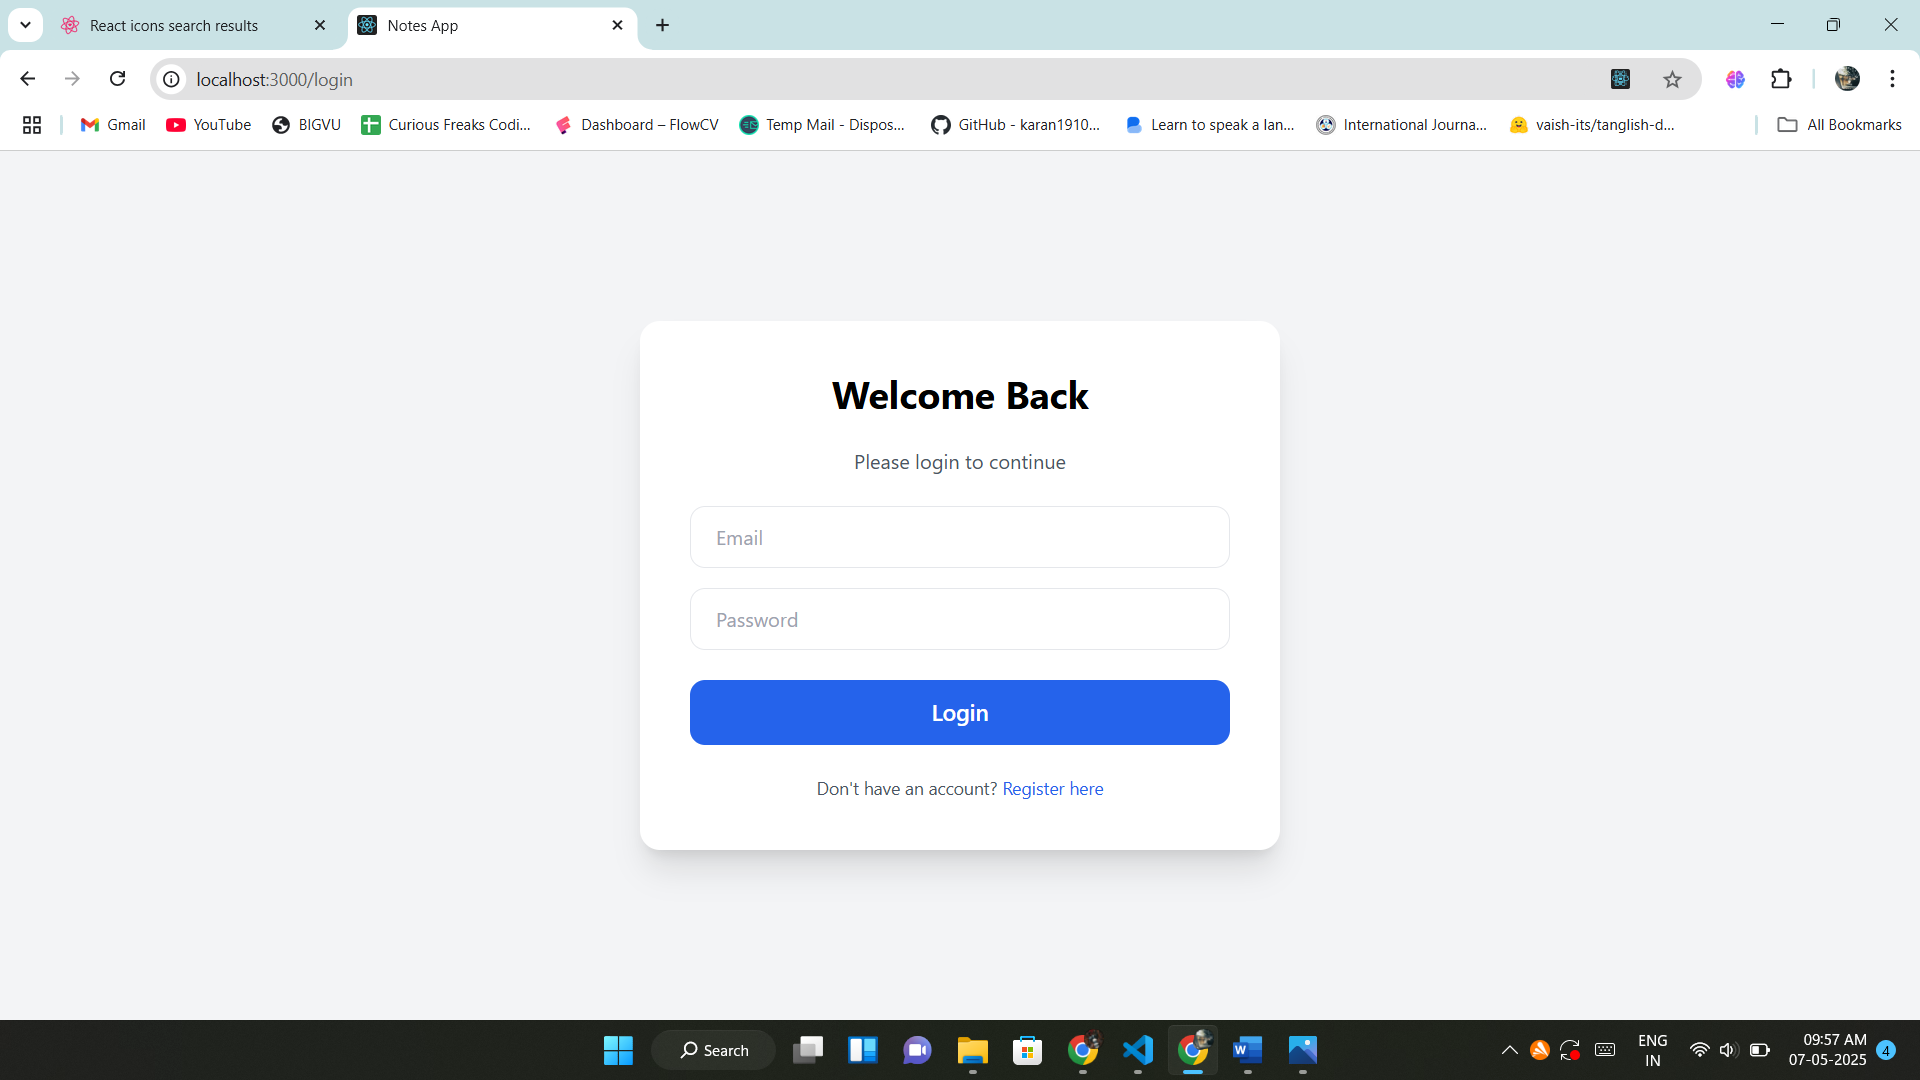 React icons search results
Notes App
localhost:3000/login
Gmail
YouTube
BIGVU
Curious Freaks Codi...
Dashboard – FlowCV
Temp Mail - Dispos...
GitHub - karan1910...
Learn to speak a lan...
International Journa...
vaish-its/tanglish-d...
All Bookmarks
Welcome Back
Please login to continue
Email
Password
Login
Don't have an account? Register here
Search
ENG
IN
09:57 AM
07-05-2025
4